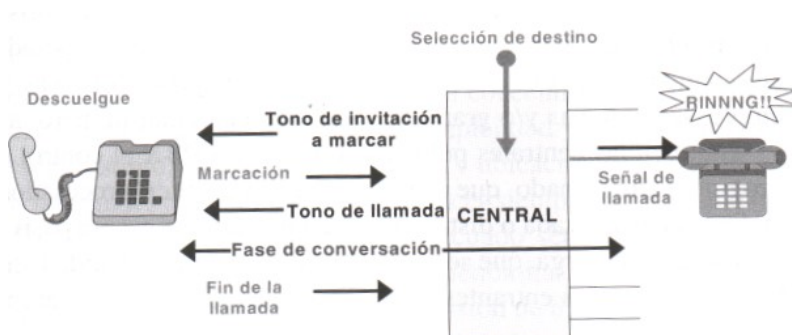 Selección de destino
Descuelgue
RINNNG!!
Tono de invitación
a marcar
Marcación
Señal de
llamada
Tono de llamada
CENTRAL
Fase de conversación
Fin de la
llamada